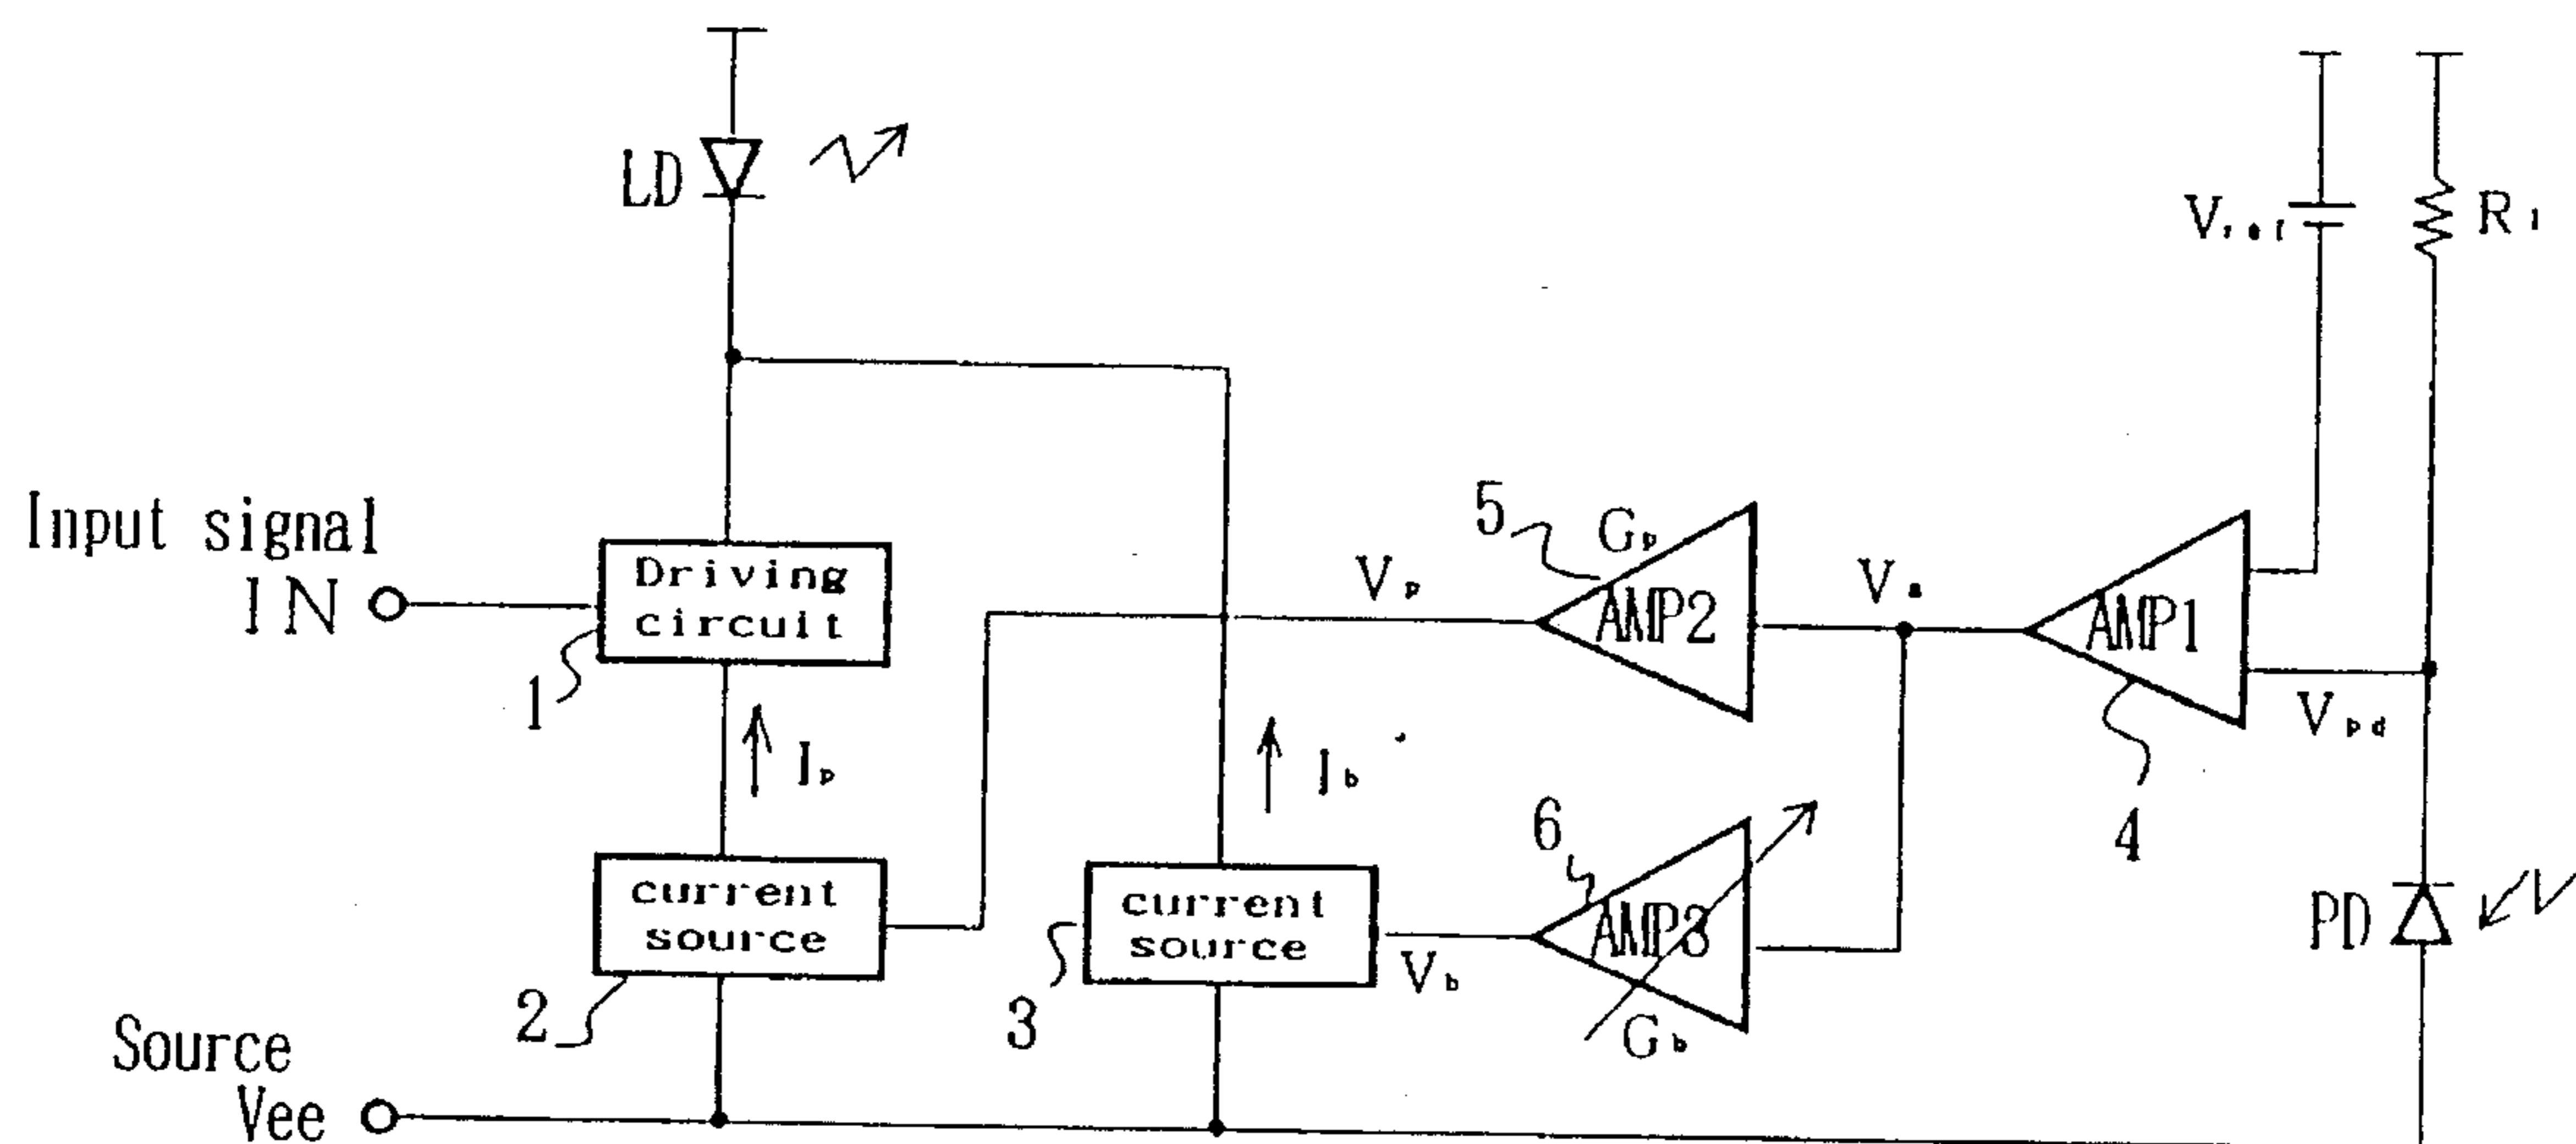 LD
Vref
R1
Input signal
IN
Driving
circuit
1
5
Gp
AMP2
Vp
Va
AMP1
Vpd
4
Ip
Ib
6
AMP3
Gb
current
source
2
current
source
3
Vb
PD
Source
Vee